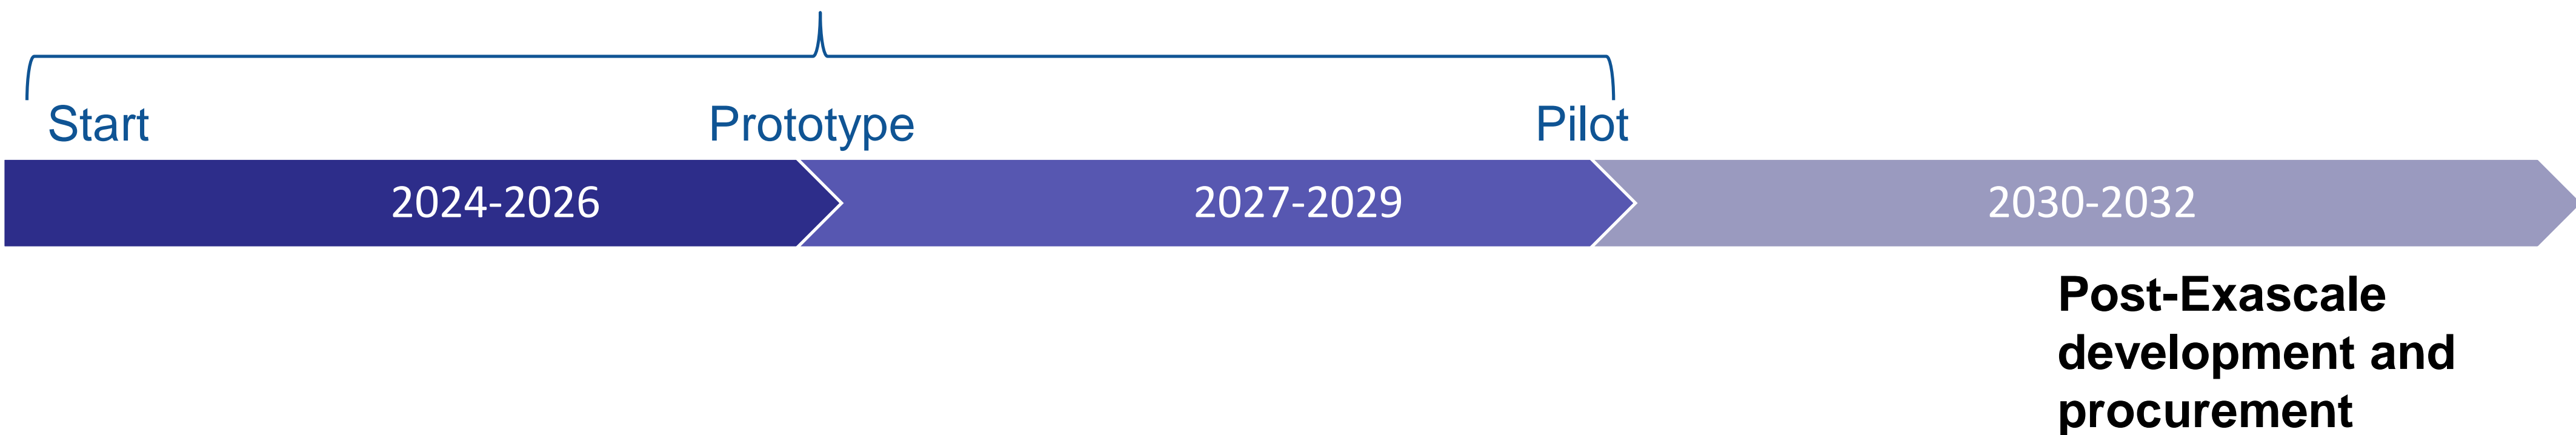 Start
Prototype
Pilot
2024-2026
2027-2029
2030-2032
Post-Exascale
development and
procurement